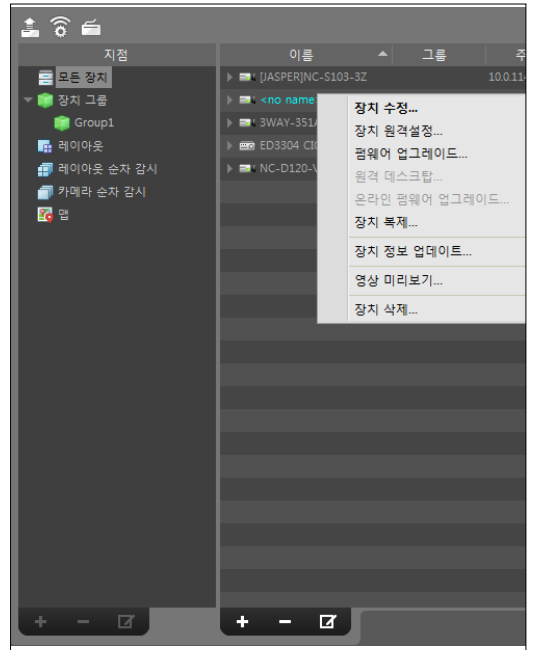 지점
이름
그룹
주
모든 장치
장치 그룹
Group1
레이아웃
레이아웃 순차 감시
카메라 순차 감시
맵
[JASPER]NC-S103-3Z
10.0.114
<no name
3WAY-351A
ED3304 CIC
NC-D120-V
장치 수정...
장치 원격설정...
펌웨어 업그레이드...
원격 데스크탑...
온라인 펌웨어 업그레이드...
장치 복제...
장치 정보 업데이트...
영상 미리보기...
장치 삭제...